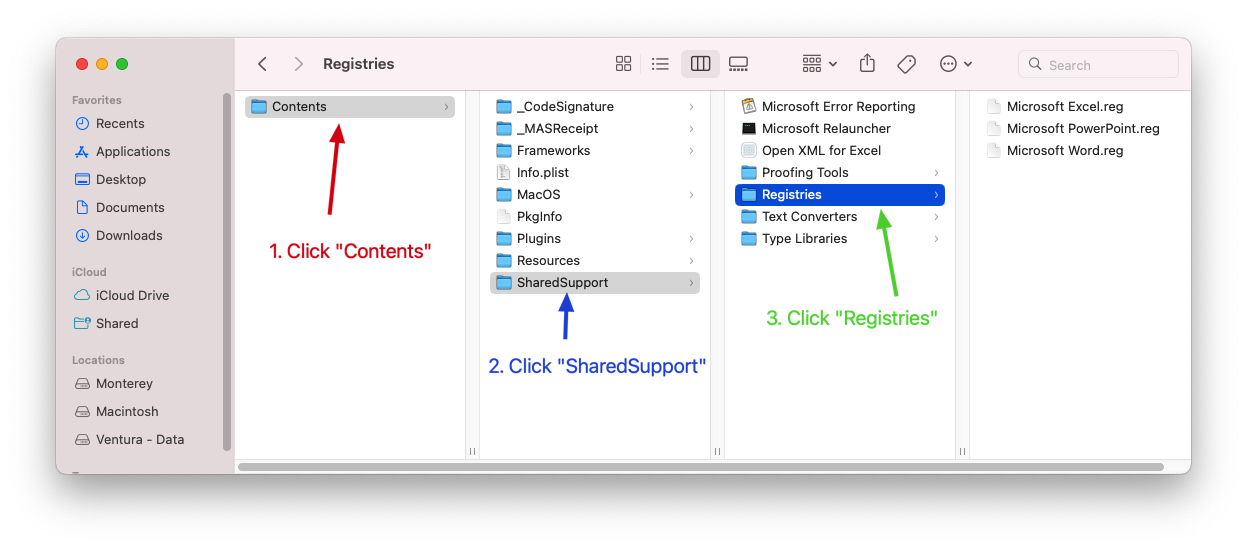 Registries
Search
Favorites
Recents
Applications
Desktop
Documents
Downloads
iCloud
iCloud Drive
Shared
Locations
Monterey
Macintosh
Ventura - Data
Contents
1. Click "Contents"
_CodeSignature
_MASReceipt
Frameworks
Info.plist
MacOS
PkgInfo
Plugins
Resources
SharedSupport
2. Click "SharedSupport"
Microsoft Error Reporting
Microsoft Relauncher
Open XML for Excel
Proofing Tools
Registries
Text Converters
Type Libraries
3. Click "Registries"
Microsoft Excel.reg
Microsoft PowerPoint.reg
Microsoft Word.reg